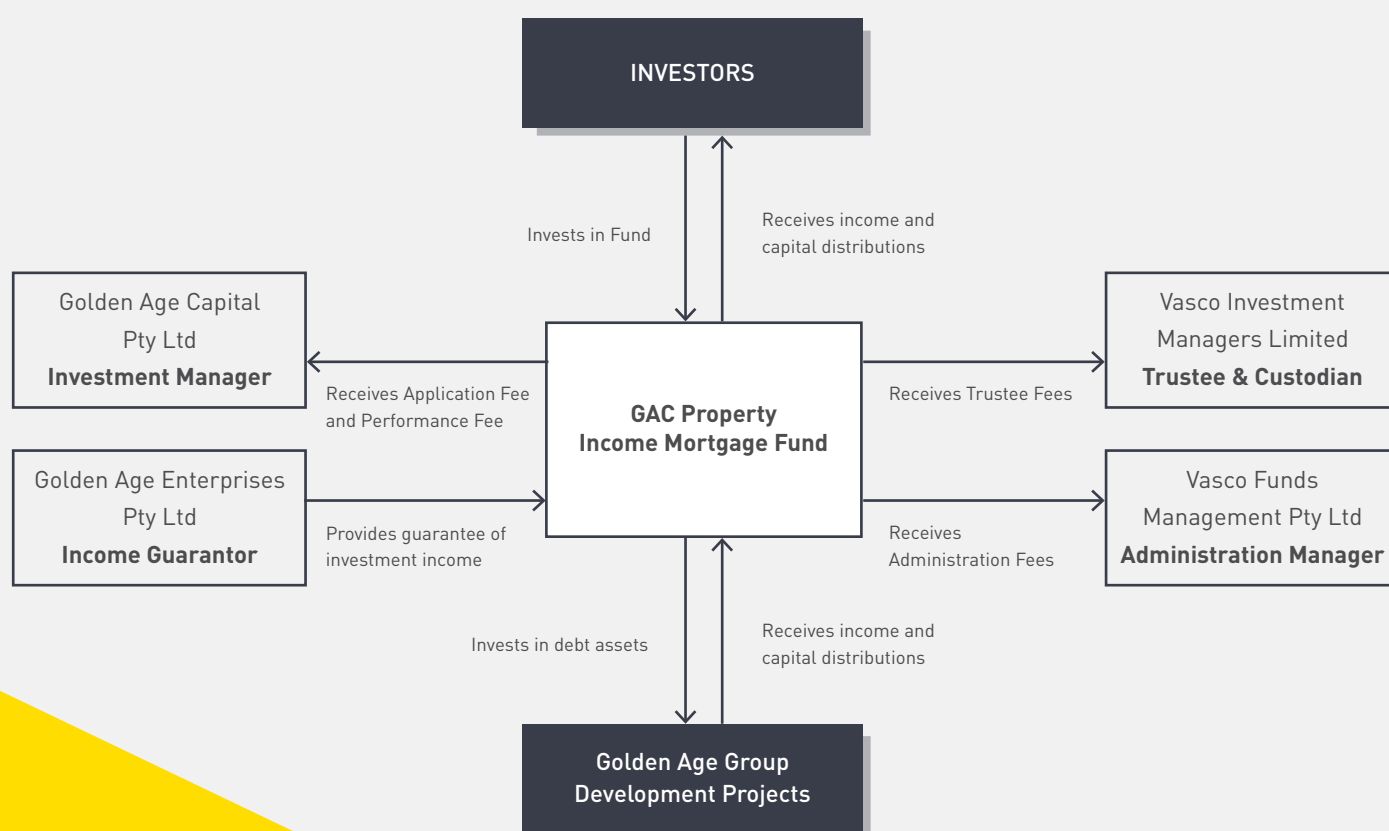 INVESTORS
Invests in Fund
Receives income and
capital distributions
Golden Age Capital
Pty Ltd
Investment Manager
Receives Application Fee
and Performance Fee
GAC Property
Income Mortgage Fund
Receives Trustee Fees
Vasco Investment
Managers Limited
Trustee & Custodian
Golden Age Enterprises
Pty Ltd
Income Guarantor
Provides guarantee of
investment income
Receives
Administration Fees
Vasco Funds
Management Pty Ltd
Administration Manager
Invests in debt assets
Receives income and
capital distributions
Golden Age Group
Development Projects